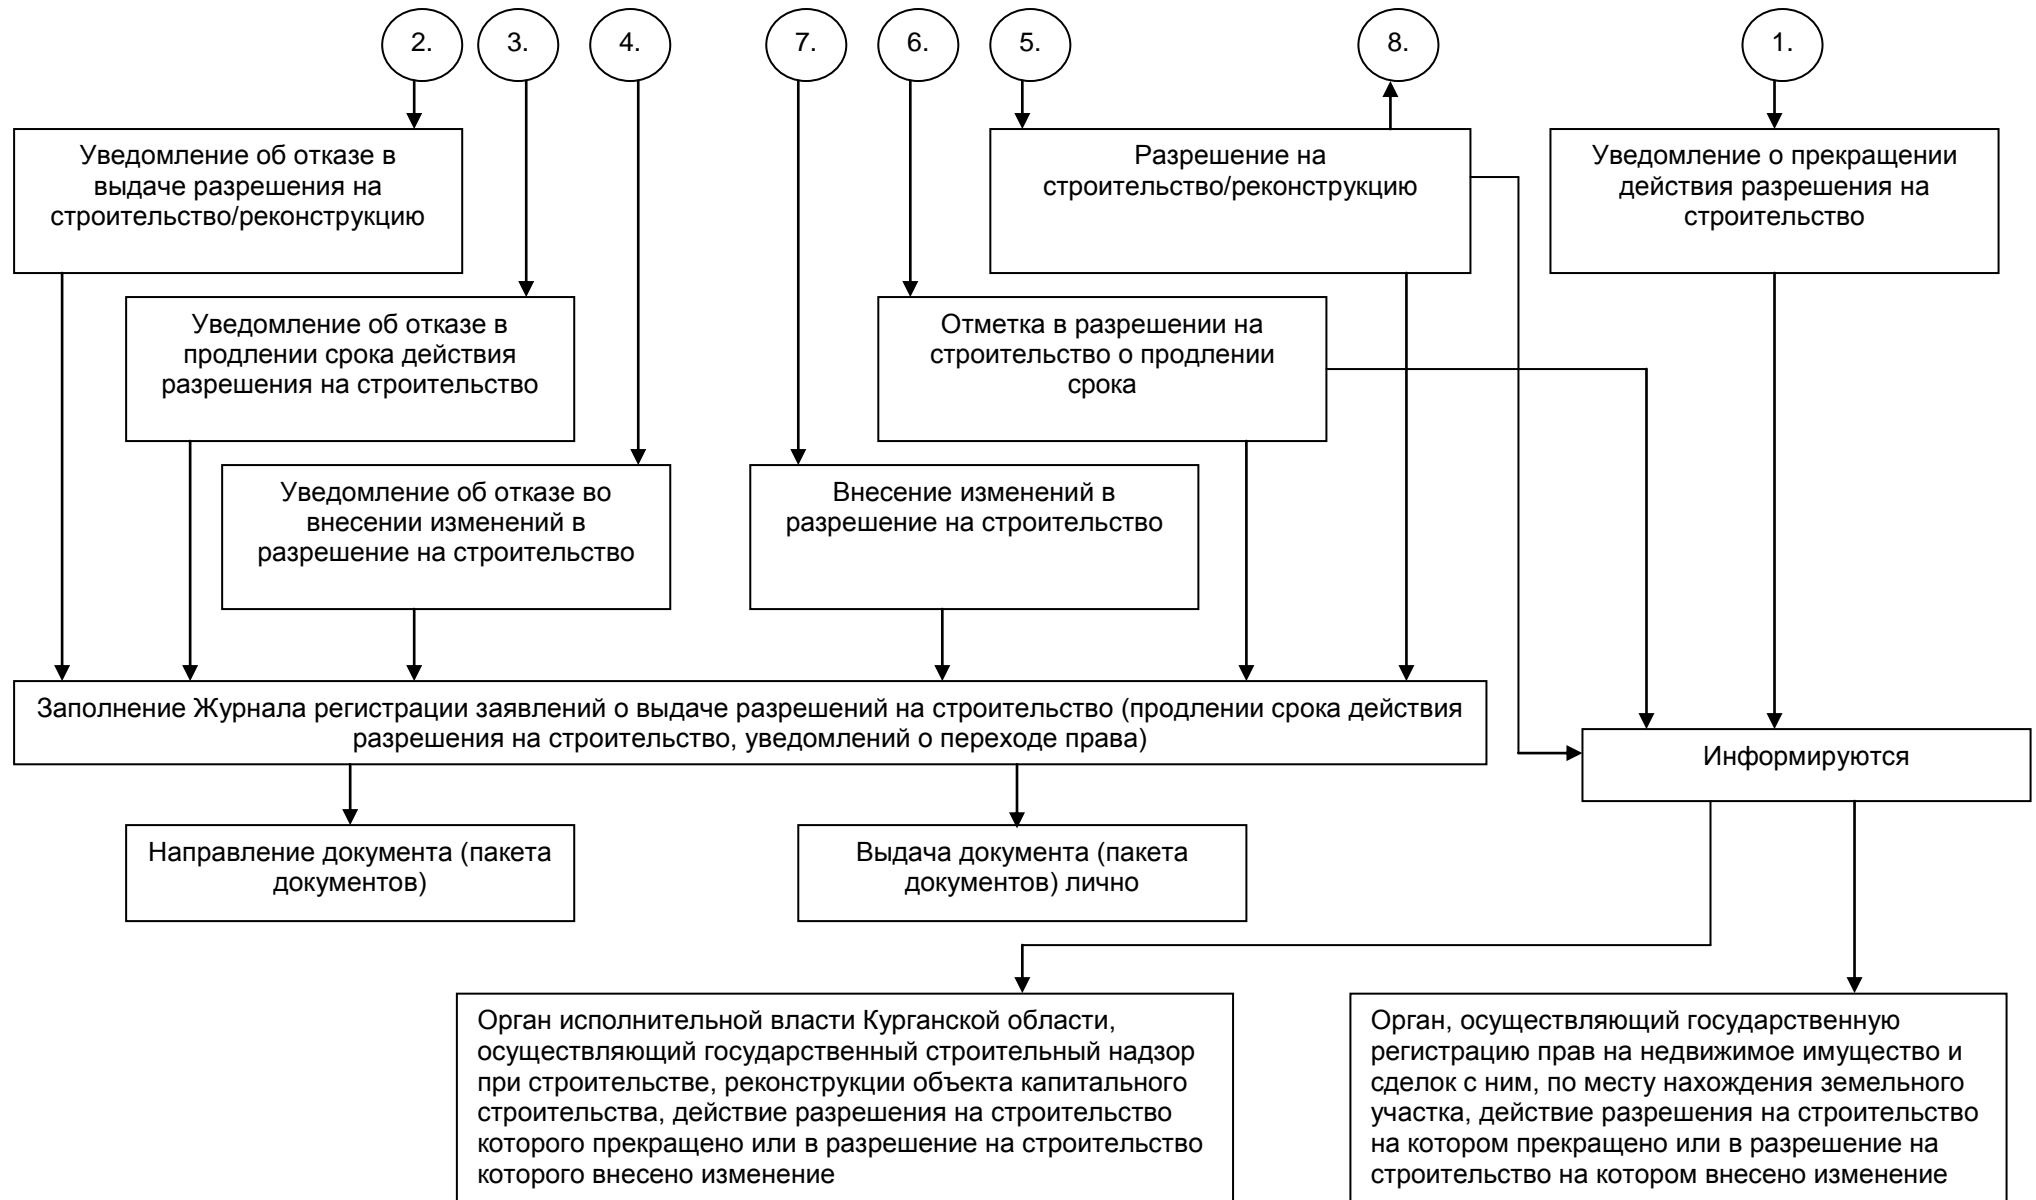 2.
3.
4.
7.
6.
5.
8.
1.
Уведомление об отказе в
выдаче разрешения на
строительство/реконструкцию
Разрешение на
строительство/реконструкцию
Уведомление о прекращении
действия разрешения на
строительство
Уведомление об отказе в
продлении срока действия
разрешения на строительство
Отметка в разрешении на
строительство о продлении
срока
Уведомление об отказе во
внесении изменений в
разрешение на строительство
Внесение изменений в
разрешение на строительство
Заполнение Журнала регистрации заявлений о выдаче разрешений на строительство (продлении срока действия
разрешения на строительство, уведомлений о переходе права)
Информируются
Направление документа (пакета
документов)
Выдача документа (пакета
документов) лично
Орган исполнительной власти Курганской области,
осуществляющий государственный строительный надзор
при строительстве, реконструкции объекта капитального
строительства, действие разрешения на строительство
которого прекращено или в разрешение на строительство
которого внесено изменение
Орган, осуществляющий государственную
регистрацию прав на недвижимое имущество и
сделок с ним, по месту нахождения земельного
участка, действие разрешения на строительство
на котором прекращено или в разрешение на
строительство на котором внесено изменение